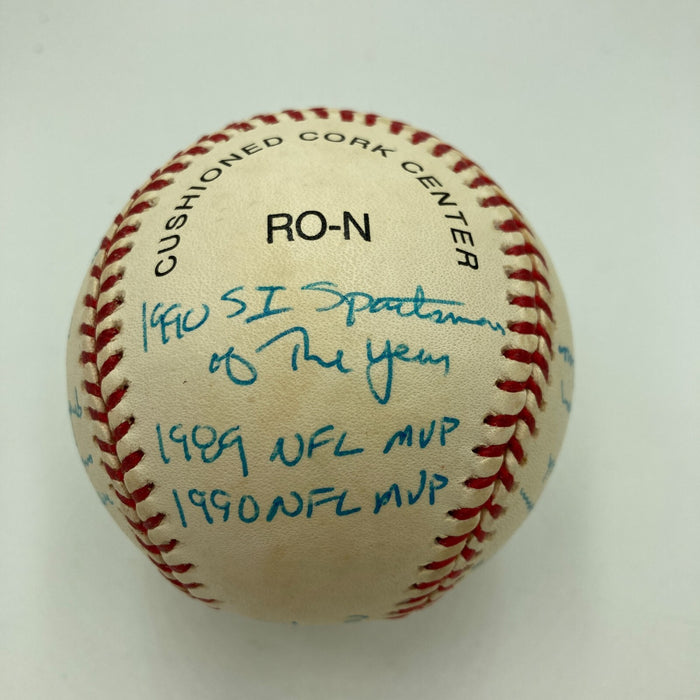 CUSHIONED CORK CENTER
RO-N
1990 SI Sportsman
of The Year
1989 NFL MVP
1990 NFL MVP